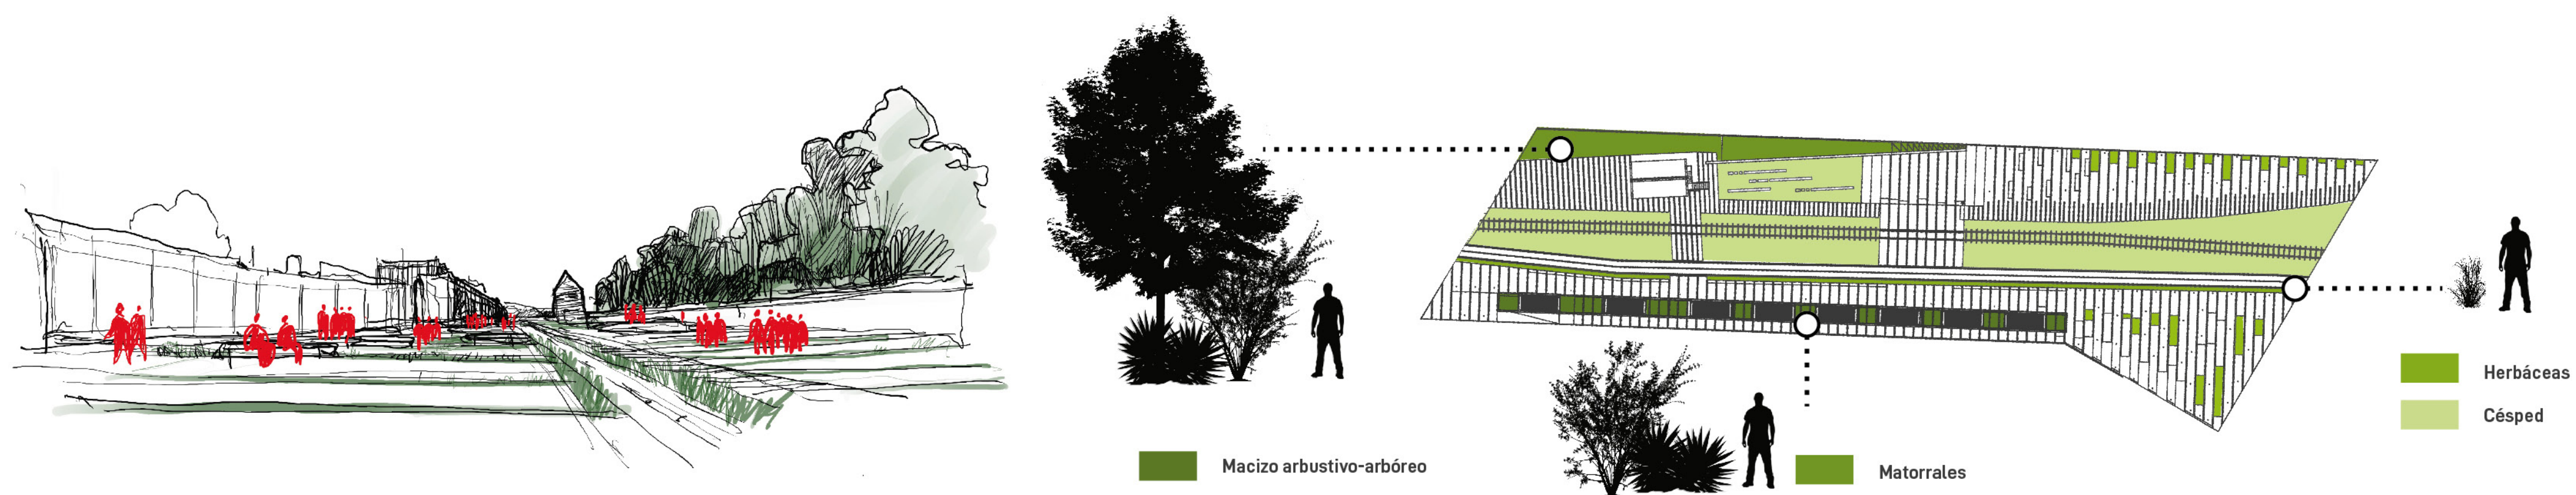 Macizo arbustivo-arbóreo
Matorrales
Herbáceas
Césped